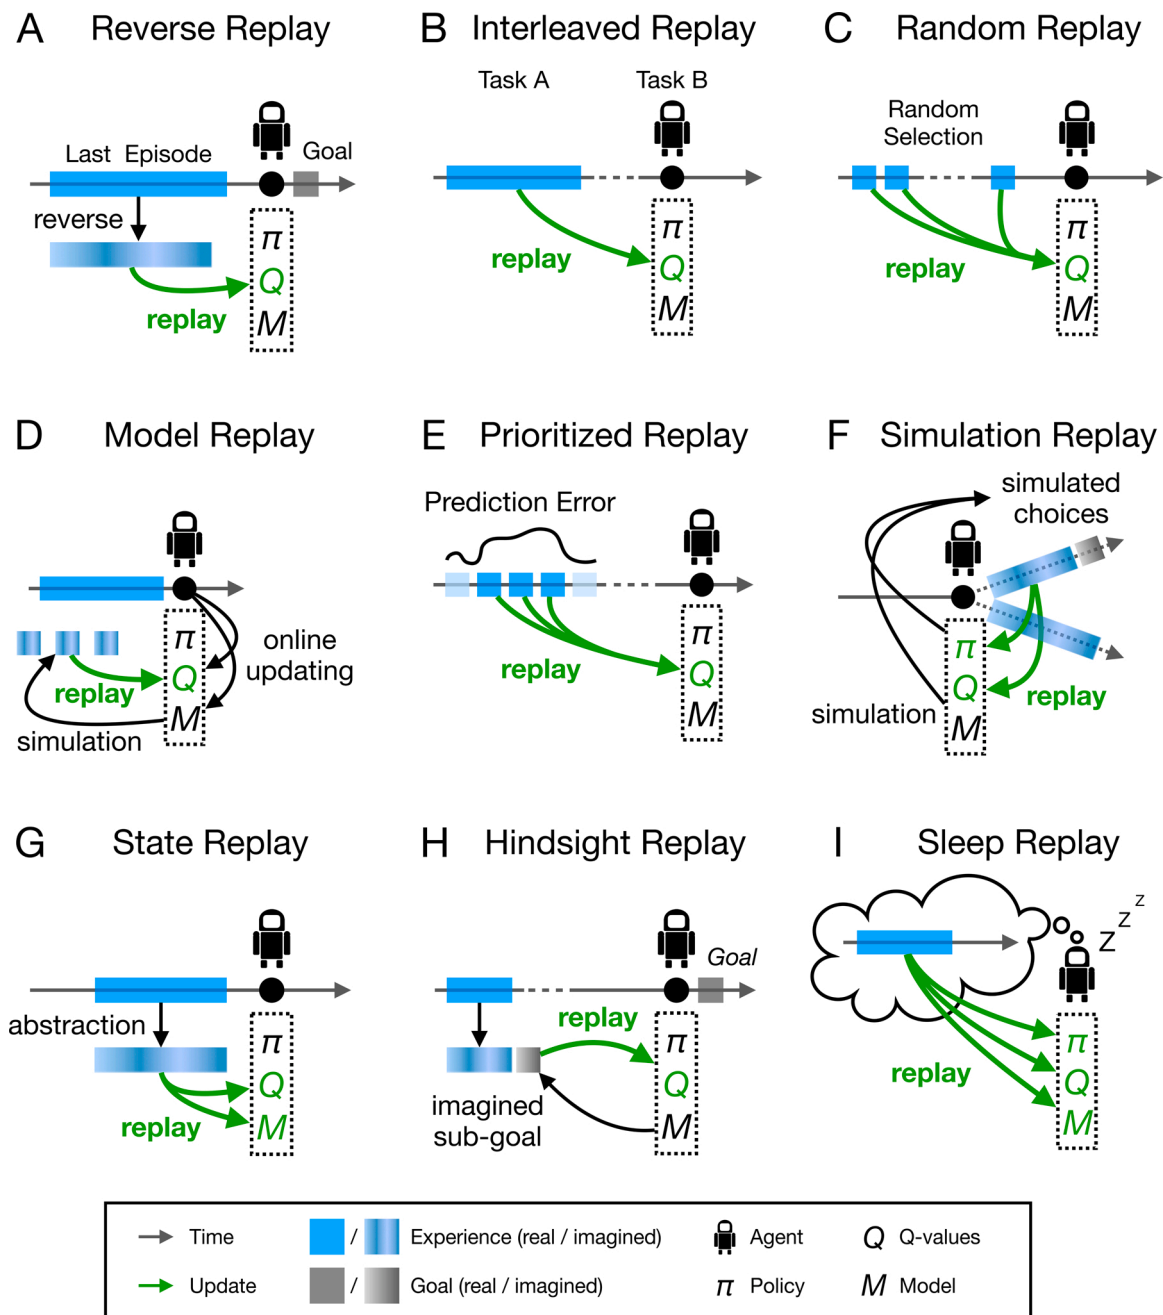 A Reverse Replay
Last Episode
Goal
reverse
replay
π
Q
M
B Interleaved Replay
Task A
Task B
replay
π
Q
M
C Random Replay
Random
Selection
replay
π
Q
M
D Model Replay
π
Q
M
online
updating
replay
simulation
E Prioritized Replay
Prediction Error
replay
π
Q
M
F Simulation Replay
simulated
choices
π
Q
M
replay
simulation
G State Replay
abstraction
replay
π
Q
M
H Hindsight Replay
Goal
replay
imagined
sub-goal
π
Q
M
I Sleep Replay
Z Z Z
replay
π
Q
M
Time
/ Experience (real / imagined)
Agent
Q Q-values
Update
/ Goal (real / imagined)
π Policy
M Model